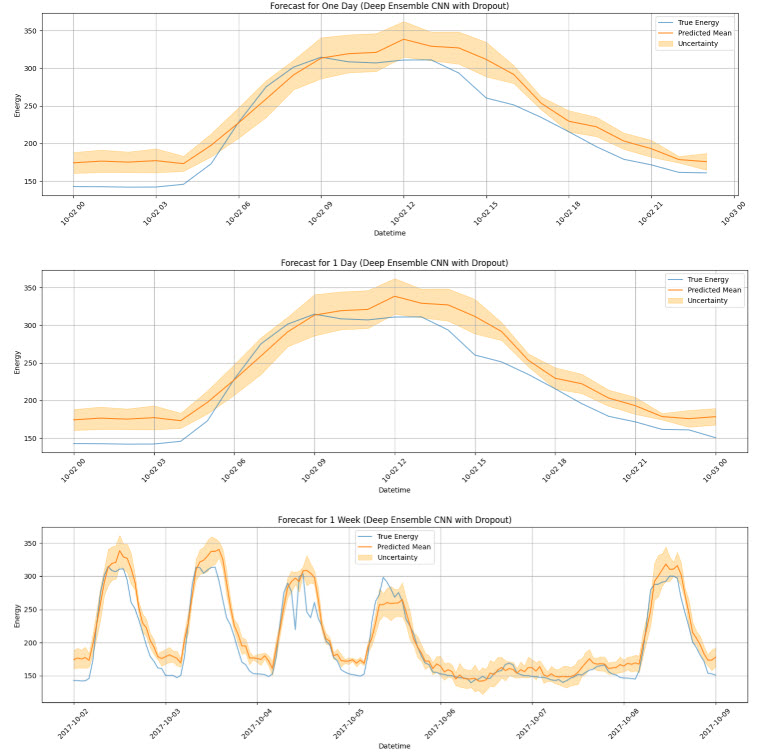 Forecast for One Day (Deep Ensemble CNN with Dropout)
350
300
250
200
150
Energy
True Energy
Predicted Mean
Uncertainty
10-02 00
10-02 03
10-02 06
10-02 09
10-02 12
10-02 15
10-02 18
10-02 21
10-03 00
Datetime
Forecast for 1 Day (Deep Ensemble CNN with Dropout)
350
300
250
200
150
Energy
True Energy
Predicted Mean
Uncertainty
10-02 00
10-02 03
10-02 06
10-02 09
10-02 12
10-02 15
10-02 18
10-02 21
10-03 00
Datetime
Forecast for 1 Week (Deep Ensemble CNN with Dropout)
350
300
250
200
150
Energy
True Energy
Predicted Mean
Uncertainty
2017-10-02
2017-10-03
2017-10-04
2017-10-05
2017-10-06
2017-10-07
2017-10-08
2017-10-09
Datetime